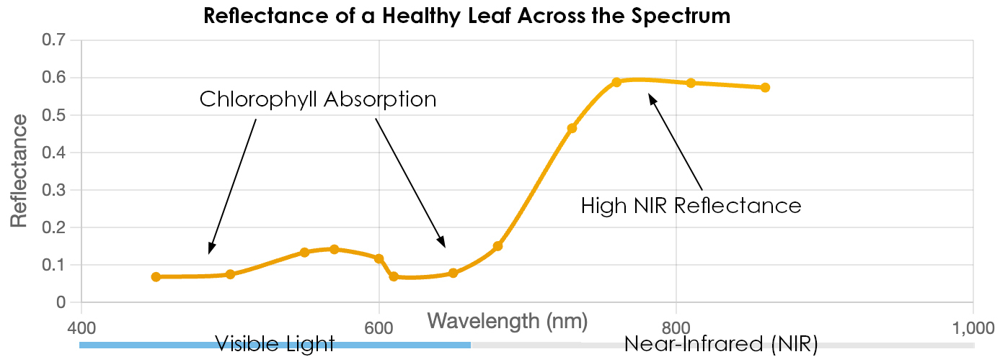 Reflectance of a Healthy Leaf Across the Spectrum
0.7
0.6
0.5
0.4
0.3
0.2
0.1
0
Reflectance
Chlorophyll Absorption
High NIR Reflectance
400
600
800
1,000
Wavelength (nm)
Visible Light
Near-Infrared (NIR)